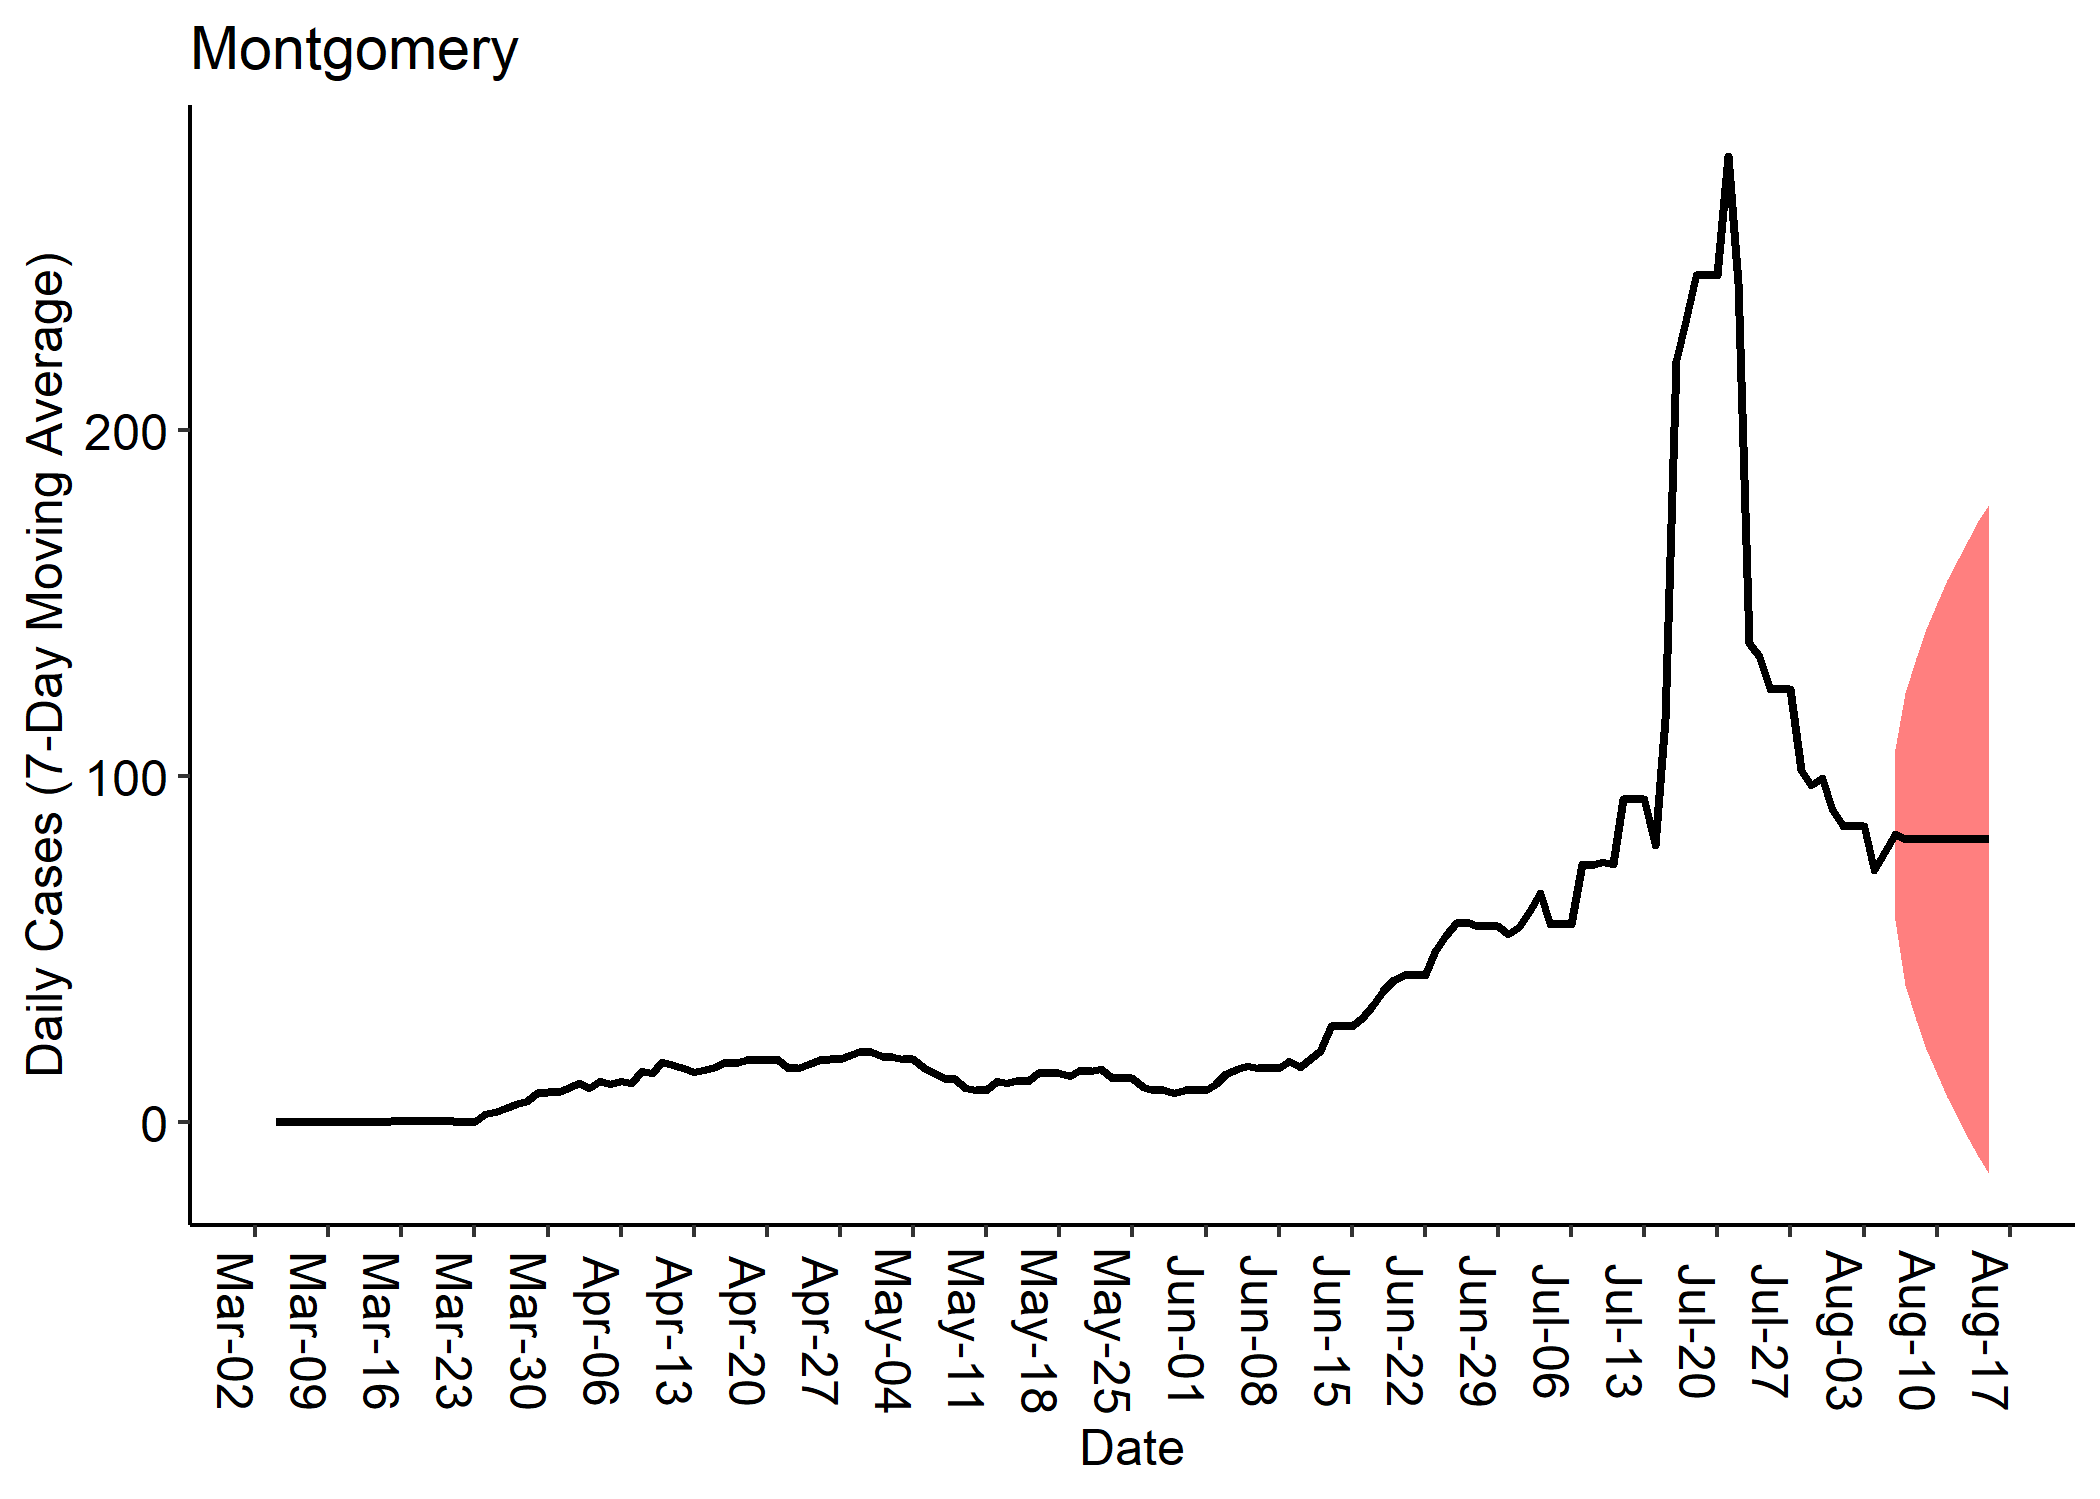 Montgomery
Daily Cases (7-Day Moving Average)
200
100
0
Mar-02
Mar-09
Mar-16
Mar-23
Mar-30
Apr-06
Apr-13
Apr-20
Apr-27
May-04
May-11
May-18
May-25
Jun-01
Jun-08
Jun-15
Jun-22
Jun-29
Jul-06
Jul-13
Jul-20
Jul-27
Aug-03
Aug-10
Aug-17
Date